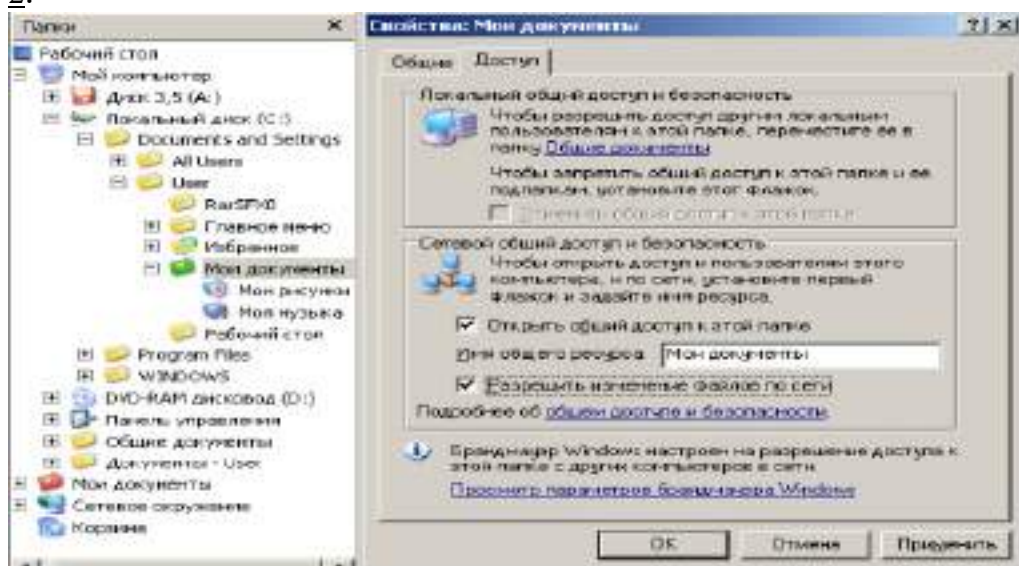 2.
Папки
Рабочий стол
Мой компьютер
Диск 3,5 (A:)
Локальный диск (C:)
Documents and Settings
All Users
User
RarSFX0
Главное меню
Избранное
Мои документы
Мои рисунки
Моя музыка
Рабочий стол
Program Files
WINDOWS
DVD-RAM дисковод (D:)
Панель управления
Общие документы
Документы - User
Мои документы
Сетевое окружение
Корзина
Свойства: Мои документы
Общие Доступ
Локальный общий доступ и безопасность
Чтобы разрешить доступ другим локальным
пользователям к этой папке, переместите ее в
папку Общие документы
Чтобы запретить общий доступ к этой папке и ее
подпапкам, установите этот флажок.
Отменить общий доступ к этой папке
Сетевой общий доступ и безопасность
Чтобы открыть доступ и пользователям этого
компьютера, и по сети, установите первый
флажок и задайте имя ресурса.
Открыть общий доступ к этой папке
Имя общего ресурса: Мои документы
Разрешить изменение файлов по сети
Подробнее об общем доступе и безопасности.
Брандмауэр Windows настроен на разрешение доступа к
этой папке с других компьютеров в сети
Просмотр параметров брандмауэра Windows
OK Отмена Применить